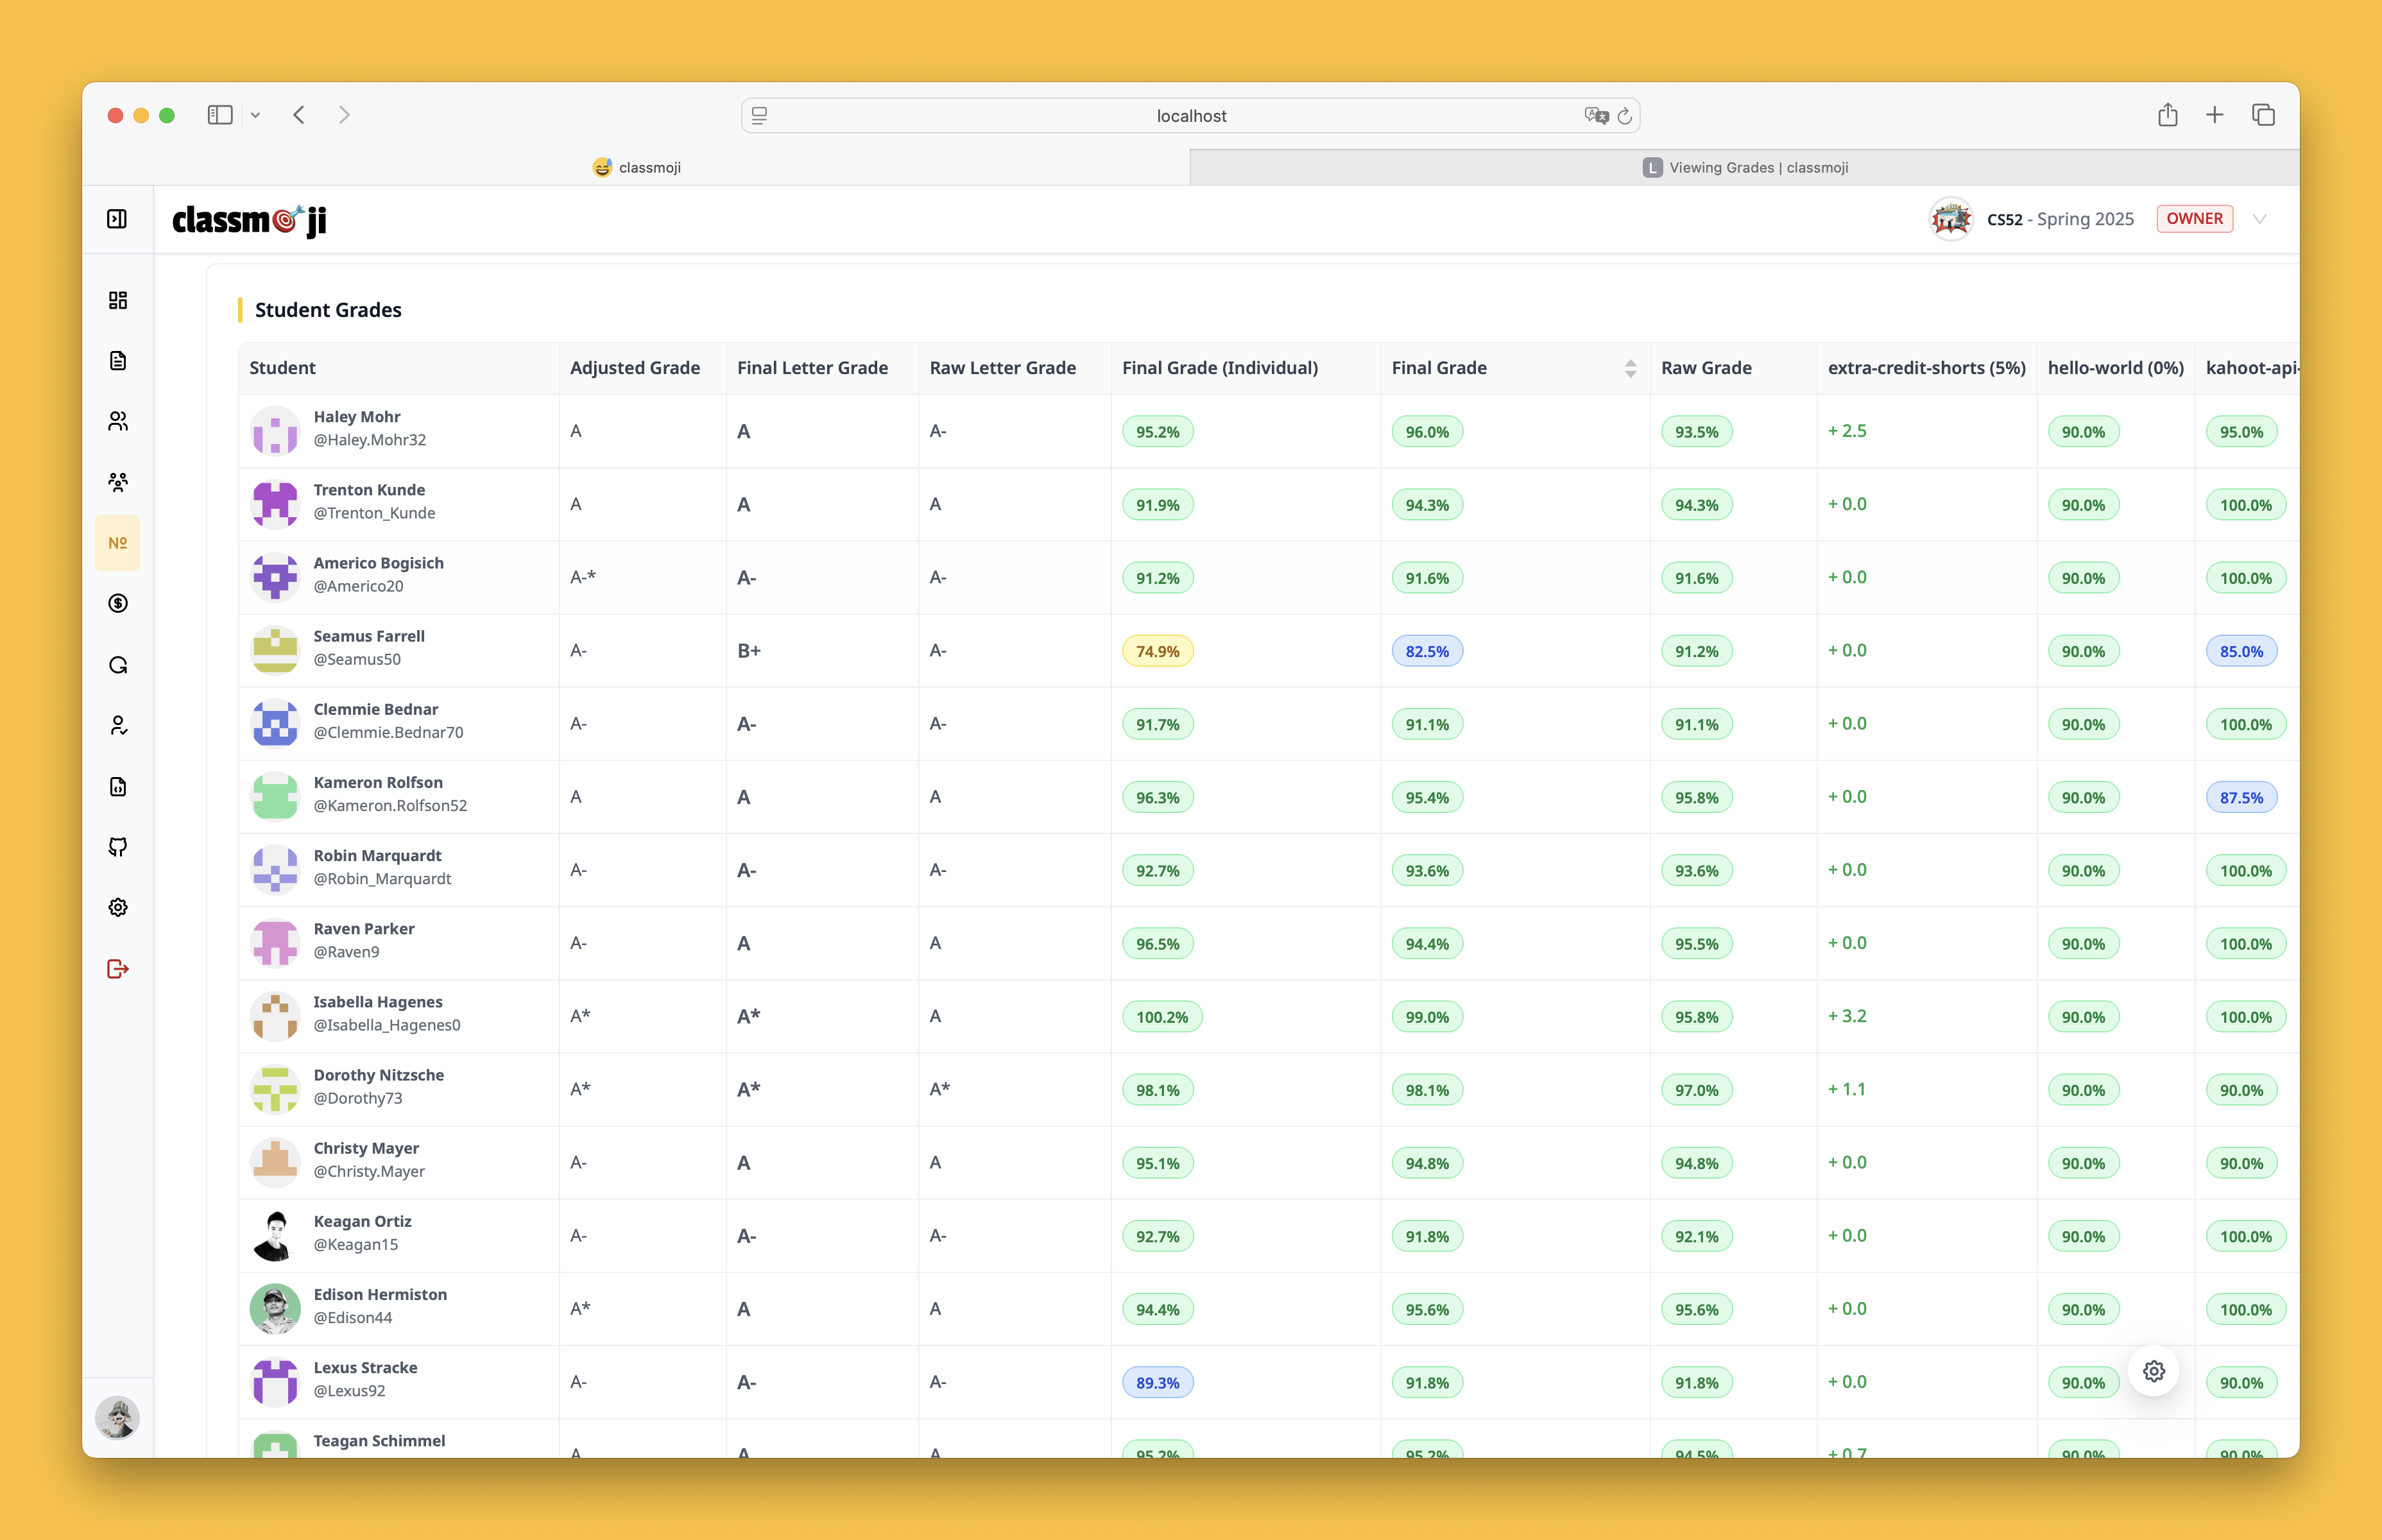 localhost
classmoji
L Viewing Grades | classmoji
classmoji
CS52 - Spring 2025 OWNER
Student Grades
Student Adjusted Grade Final Letter Grade Raw Letter Grade Final Grade (Individual) Final Grade Raw Grade extra-credit-shorts (5%) hello-world (0%) kahoot-api-
Haley Mohr
@Haley.Mohr32
A A A- 95.2% 96.0% 93.5% + 2.5 90.0% 95.0%
Trenton Kunde
@Trenton_Kunde
A A A 91.9% 94.3% 94.3% + 0.0 90.0% 100.0%
Americo Bogisich
@Americo20
A-* A- A- 91.2% 91.6% 91.6% + 0.0 90.0% 100.0%
Nº
Seamus Farrell
@Seamus50
A- B+ A- 74.9% 82.5% 91.2% + 0.0 90.0% 85.0%
Clemmie Bednar
@Clemmie.Bednar70
A- A- A- 91.7% 91.1% 91.1% + 0.0 90.0% 100.0%
Kameron Rolfson
@Kameron.Rolfson52
A A A 96.3% 95.4% 95.8% + 0.0 90.0% 87.5%
Robin Marquardt
@Robin_Marquardt
A- A- A- 92.7% 93.6% 93.6% + 0.0 90.0% 100.0%
Raven Parker
@Raven9
A- A A 96.5% 94.4% 95.5% + 0.0 90.0% 100.0%
Isabella Hagenes
@Isabella_Hagenes0
A* A* A 100.2% 99.0% 95.8% + 3.2 90.0% 100.0%
Dorothy Nitzsche
@Dorothy73
A* A* A* 98.1% 98.1% 97.0% + 1.1 90.0% 90.0%
Christy Mayer
@Christy.Mayer
A- A A 95.1% 94.8% 94.8% + 0.0 90.0% 90.0%
Keagan Ortiz
@Keagan15
A- A- A- 92.7% 91.8% 92.1% + 0.0 90.0% 100.0%
Edison Hermiston
@Edison44
A* A A 94.4% 95.6% 95.6% + 0.0 90.0% 100.0%
Lexus Stracke
@Lexus92
A- A- A- 89.3% 91.8% 91.8% + 0.0 90.0% 90.0%
Teagan Schimmel
A A A 95.2% 95.2% 94.5% + 0.7 90.0% 90.0%